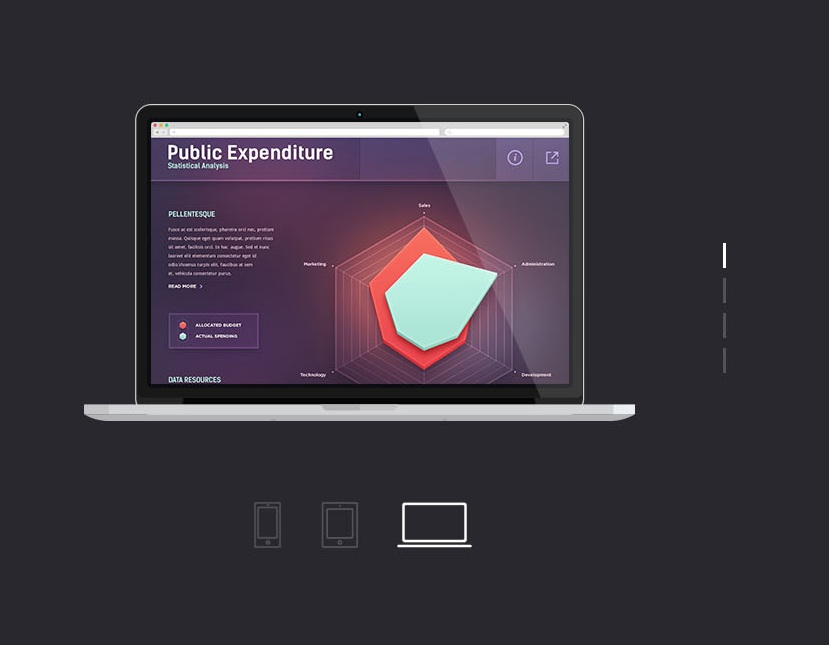 Public Expenditure
Statistical Analysis
PELLENTESQUE
Fusce ac est scelerisque, pharetra orci nec, pretium
massa. Quisque eget quam volutpat, pretium risus
sit amet, facilisis orci. In hac augue. Sed et nunc
laoreet elit elementum consectetur eget id
odio.Vivamus turpis elit, faucibus at sem
et, vehicula consectetur purus.
READ MORE >
ALLOCATED BUDGET
ACTUAL SPENDING
DATA RESOURCES
Sales
Marketing
Administration
Technology
Development